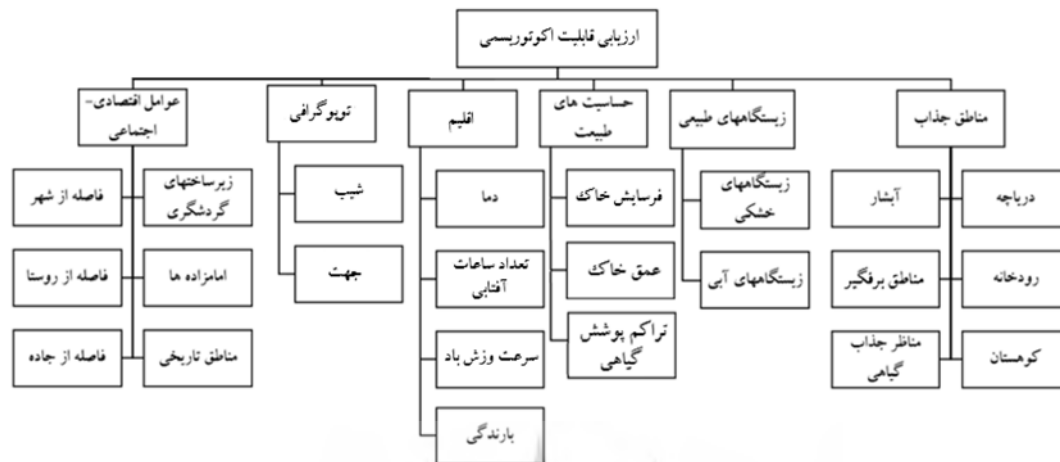 ارزیابی قابلیت اکوتوریسمی
مناطق جذاب
دریاچه
آبشار
رودخانه
مناطق برفگیر
کوهستان
مناظر جذاب
گیاهی
زیستگاههای طبیعی
زیستگاههای
خشکی
زیستگاههای آبی
حساسیت های
طبیعت
فرسایش خاک
عمق خاک
تراکم پوشش
گیاهی
اقلیم
دما
تعداد ساعات
آفتابی
سرعت وزش باد
بارندگی
توپوگرافی
شیب
جهت
عوامل اقتصادی-
اجتماعی
زیرساختهای
گردشگری
فاصله از شهر
امامزاده ها
فاصله از روستا
مناطق تاریخی
فاصله از جاده